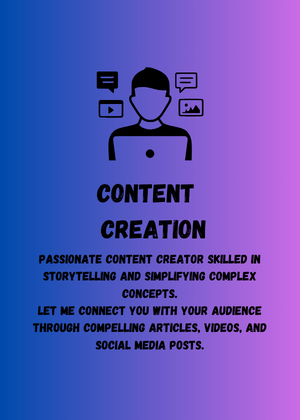 CONTENT
CREATION
PASSIONATE CONTENT CREATOR SKILLED IN
STORYTELLING AND SIMPLIFYING COMPLEX
CONCEPTS.
LET ME CONNECT YOU WITH YOUR AUDIENCE
THROUGH COMPELLING ARTICLES, VIDEOS, AND
SOCIAL MEDIA POSTS.